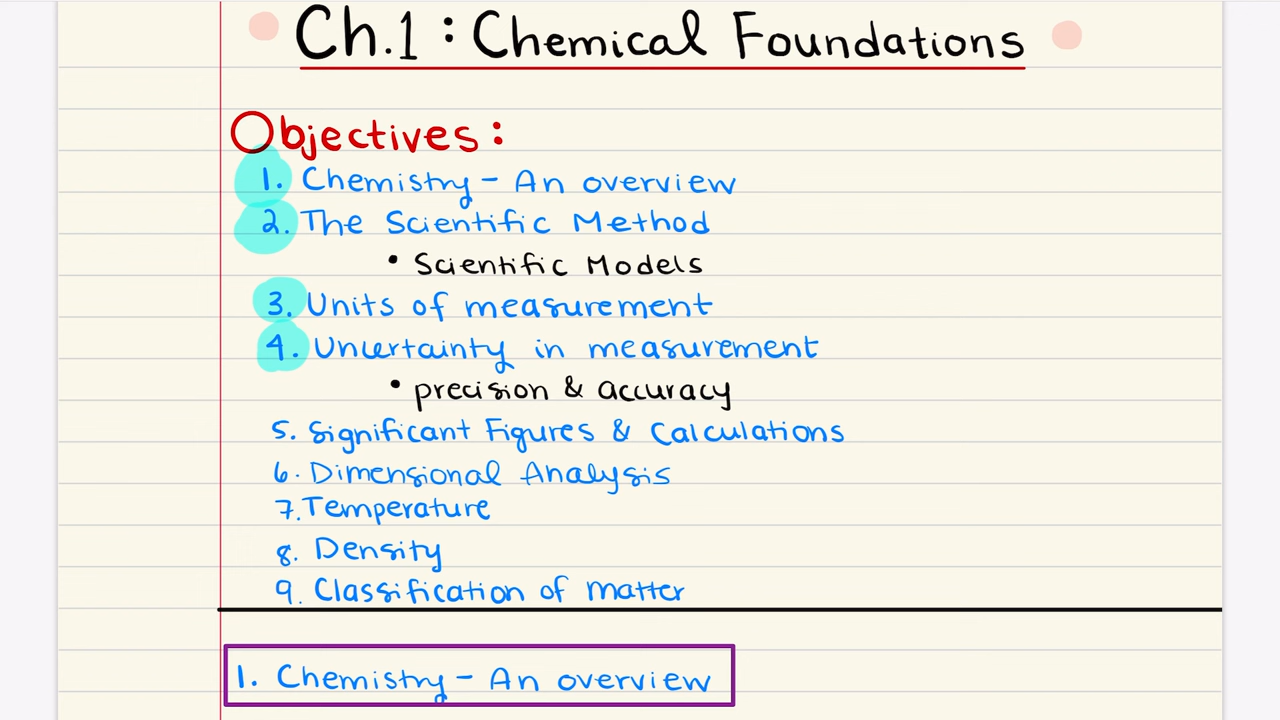 Ch.1 : Chemical Foundations
Objectives :
1. Chemistry - An overview
2. The Scientific Method
• Scientific Models
3. Units of measurement
4. Uncertainty in measurement
• precision & accuracy
5. Significant Figures & Calculations
6. Dimensional Analysis
7. Temperature
8. Density
9. Classification of matter
1. Chemistry - An overview